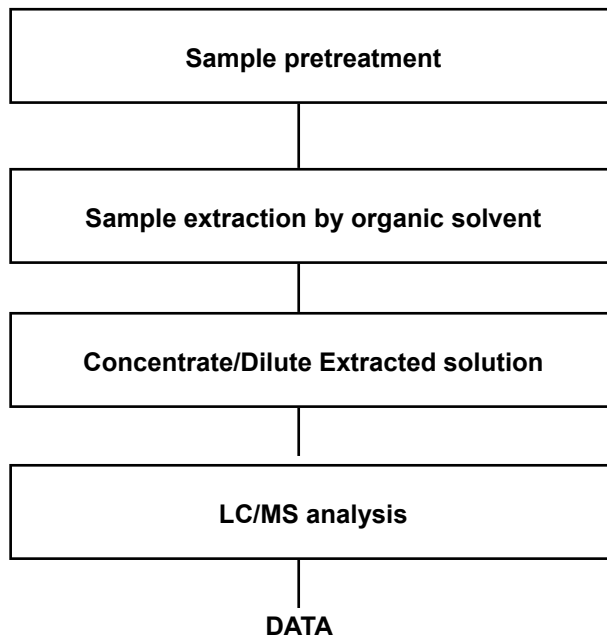 Sample pretreatment
Sample extraction by organic solvent
Concentrate/Dilute Extracted solution
LC/MS analysis
DATA